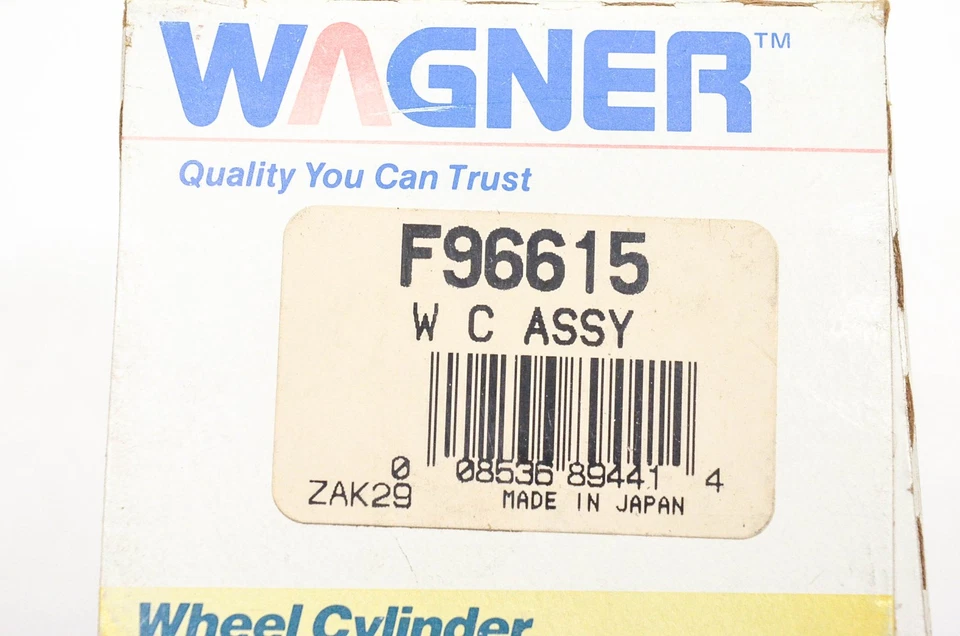 WAGNER™
Quality You Can Trust
F96615
W C ASSY
0 08536 89441 4
ZAK29 MADE IN JAPAN
Wheel Cylinder